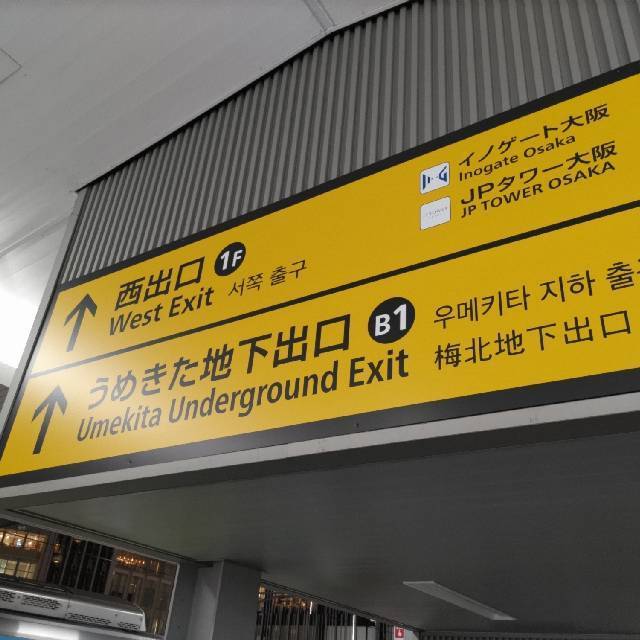 西出口 1F
West Exit 서쪽 출구
イノゲート大阪
Inogate Osaka
JPタワー大阪
JP TOWER OSAKA
うめきた地下出口 B1
Umekita Underground Exit
우메키타 지하 출
梅北地下出口